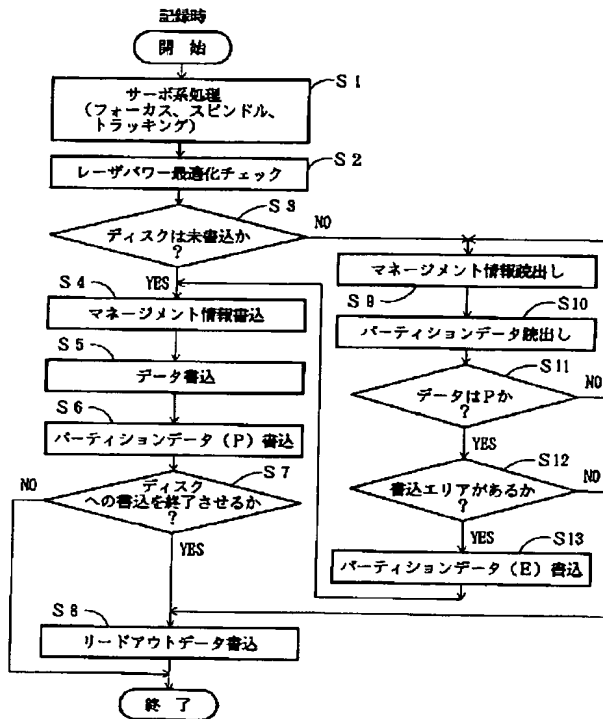 記録時
開 始
S1
サーボ系処理
(フォーカス、スピンドル、
トラッキング)
S2
レーザパワー最適化チェック
S3
ディスクは未書込か
?
NO
YES
S4
マネージメント情報書込
S5
データ書込
S6
パーティションデータ(P)書込
S7
ディスク
への書込を終了させるか
?
NO
YES
S8
リードアウトデータ書込
終 了
マネージメント情報読出し
S9
S10
パーティションデータ読出し
S11
データはPか
?
NO
YES
S12
書込エリアがあるか
?
NO
YES
S13
パーティションデータ(E)書込